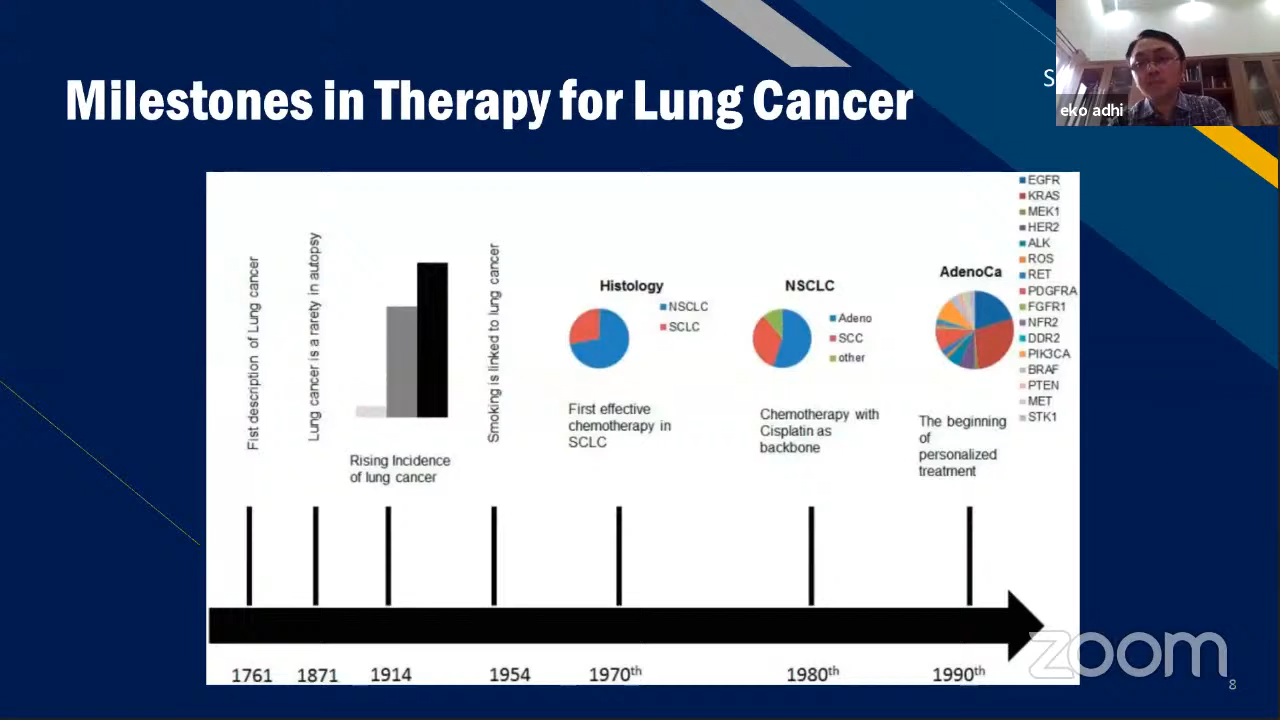 Milestones in Therapy for Lung Cancer
S
eko adhi
Fist description of Lung cancer
Lung cancer is a rarety in autopsy
Rising Incidence
of lung cancer
Smoking is linked to lung cancer
Histology
NSCLC
SCLC
First effective
chemotherapy in
SCLC
NSCLC
Adeno
SCC
other
Chemotherapy with
Cisplatin as
backbone
AdenoCa
EGFR
KRAS
MEK1
HER2
ALK
ROS
RET
PDGFRA
FGFR1
NFR2
DDR2
PIK3CA
BRAF
PTEN
MET
STK1
The beginning
of
personalized
treatment
1761
1871
1914
1954
1970th
1980th
1990th
zoom
8